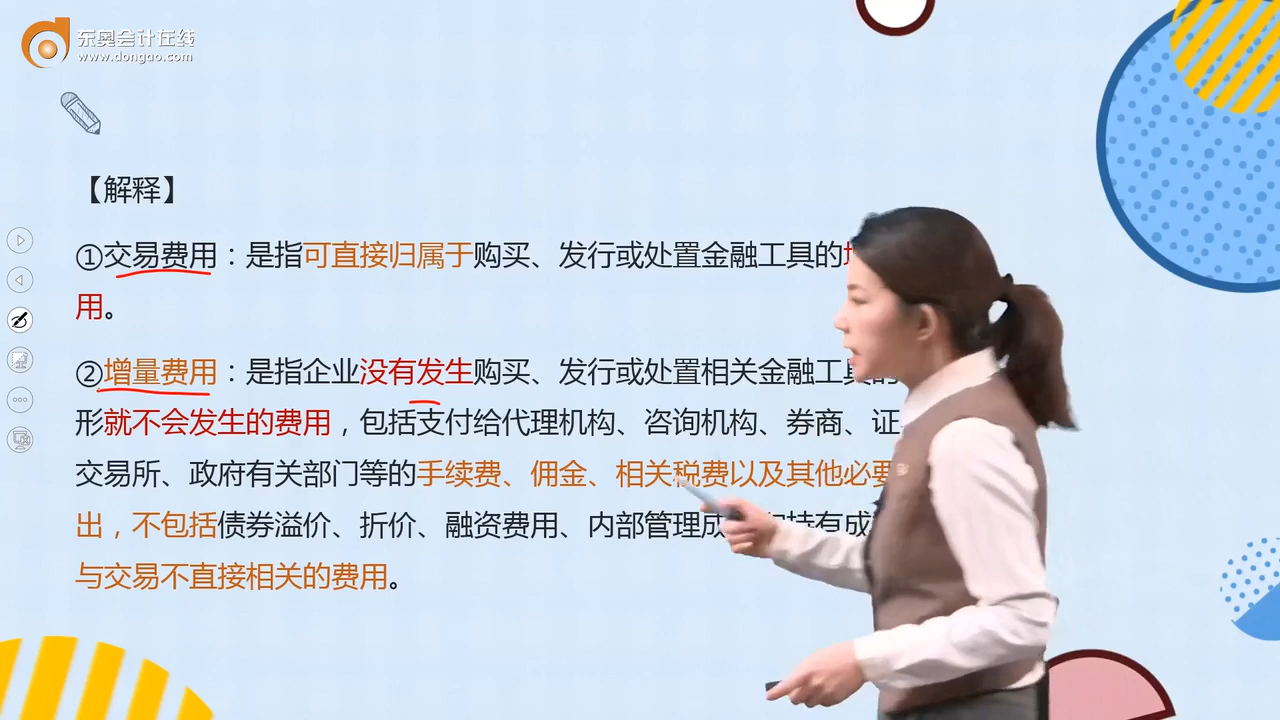 东奥会计在线
www.dongao.com
【解释】
①交易费用：是指可直接归属于购买、发行或处置金融工具的
用。
②增量费用：是指企业没有发生购买、发行或处置相关金融工具的
形就不会发生的费用，包括支付给代理机构、咨询机构、券商、证
交易所、政府有关部门等的手续费、佣金、相关税费以及其他必要
出，不包括债券溢价、折价、融资费用、内部管理成 持有成
与交易不直接相关的费用。